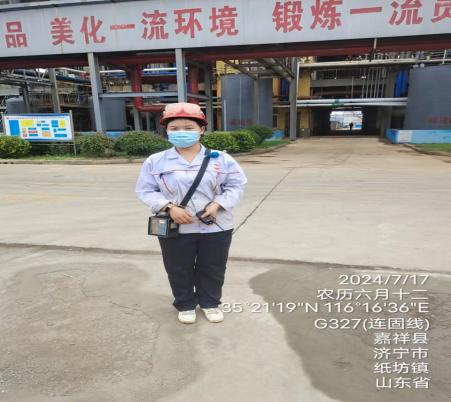 品 美化一流环境 锻炼一流员
2024/7/17
农历六月十二
35°21'19"N 116°16'36"E
G327(连固线)
嘉祥县
济宁市
纸坊镇
山东省